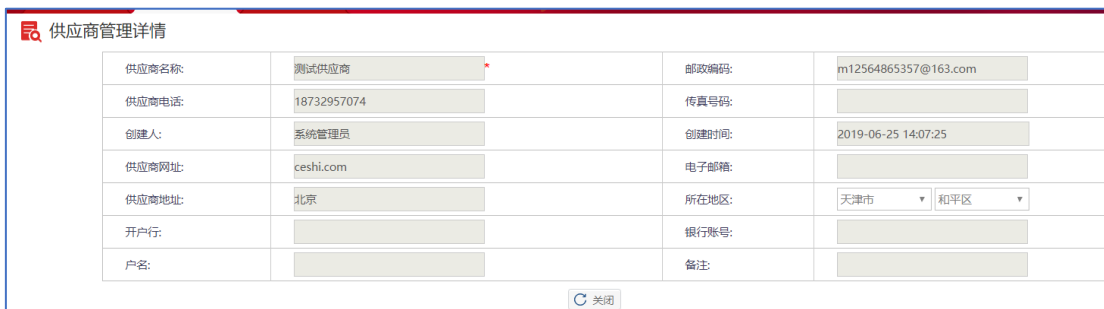 供应商管理详情
供应商名称: 测试供应商 * 邮政编码: m12564865357@163.com
供应商电话: 18732957074 传真号码:
创建人: 系统管理员 创建时间: 2019-06-25 14:07:25
供应商网址: ceshi.com 电子邮箱:
供应商地址: 北京 所在地区: 天津市 和平区
开户行: 银行账号:
户名: 备注:
关闭